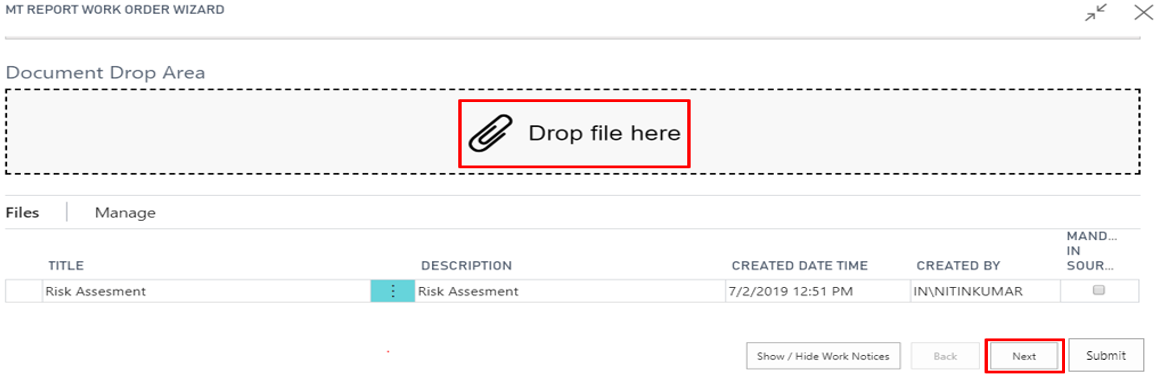 MT REPORT WORK ORDER WIZARD
Document Drop Area
Drop file here
Files Manage
TITLE DESCRIPTION CREATED DATE TIME CREATED BY MAND...
IN
SOUR...
Risk Assesment Risk Assesment 7/2/2019 12:51 PM IN\NITINKUMAR
Show / Hide Work Notices Back Next Submit